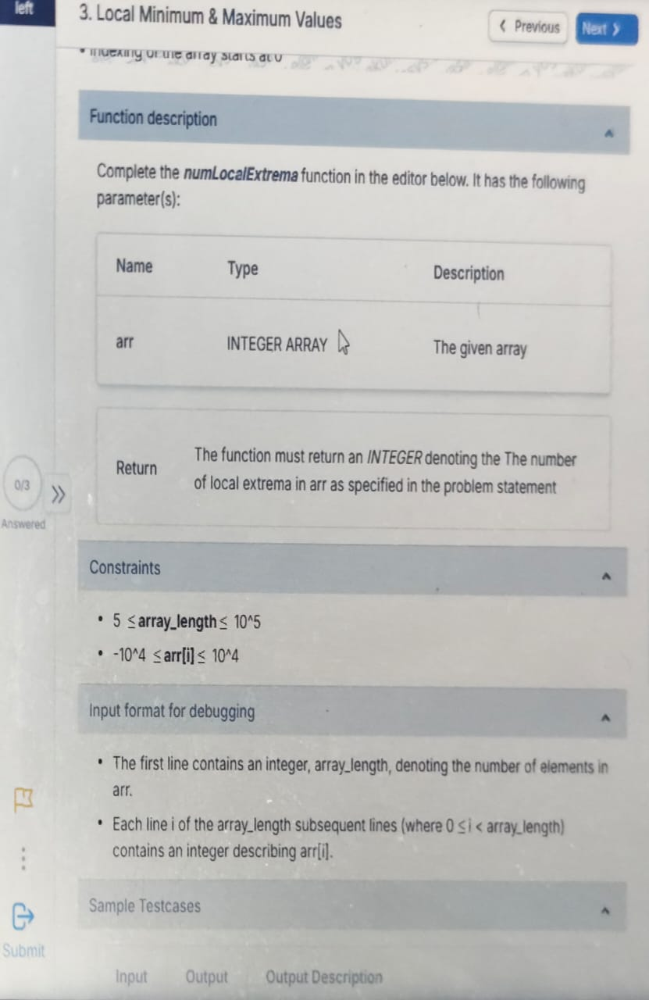 left
3. Local Minimum & Maximum Values
Previous
Next
• Indexing of the array starts at 0
Function description
Complete the numLocalExtrema function in the editor below. It has the following
parameter(s):
Name Type Description
arr INTEGER ARRAY The given array
Return
The function must return an INTEGER denoting the The number
of local extrema in arr as specified in the problem statement
0/3
Answered
Constraints
• 5 ≤ array_length ≤ 10^5
• -10^4 ≤ arr[i] ≤ 10^4
Input format for debugging
• The first line contains an integer, array_length, denoting the number of elements in
arr.
• Each line i of the array_length subsequent lines (where 0 ≤ i < array_length)
contains an integer describing arr[i].
Sample Testcases
Submit
Input Output Output Description